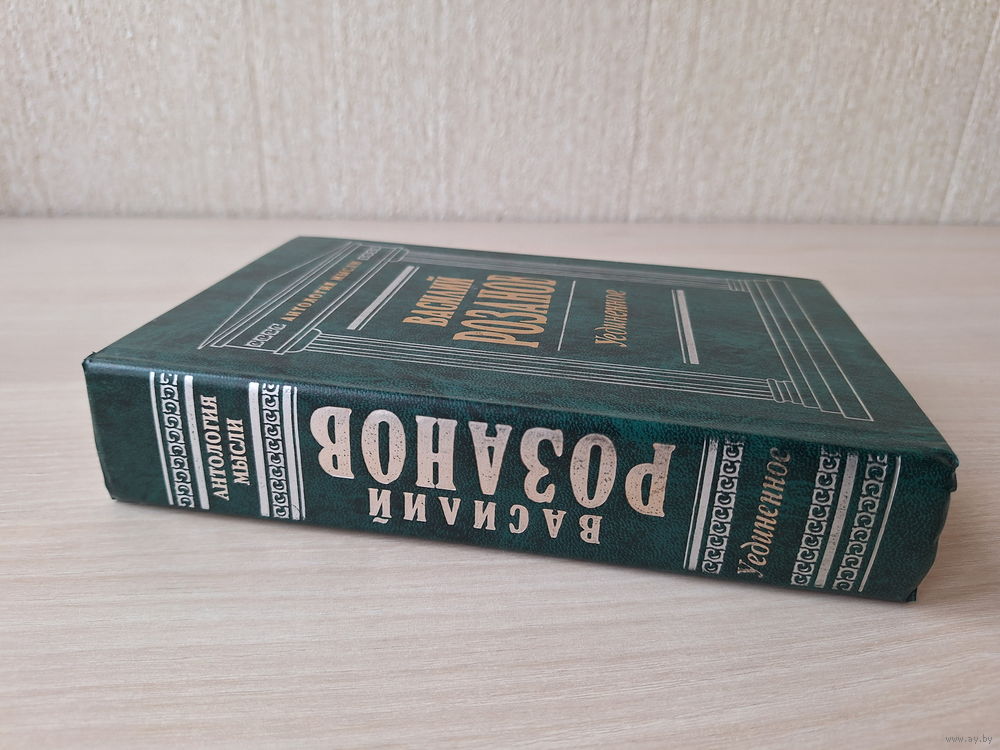 АНТОЛОГИЯ МЫСЛИ
ВАСИЛИЙ
РОЗАНОВ
Уединенное
АНТОЛОГИЯ
МЫСЛИ
ВАСИЛИЙ
РОЗАНОВ
Уединенное
www.ay.by